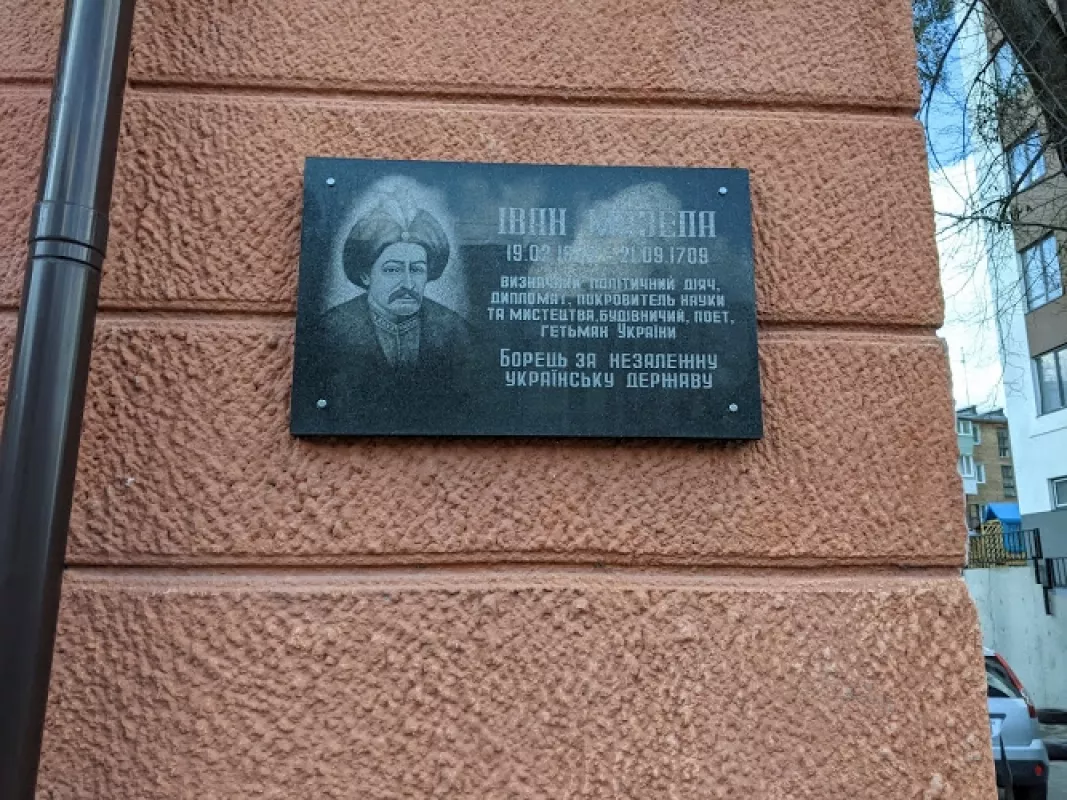 ІВАН МАЗЕПА
19.02 - 21.09.1709
ВИЗНАЧНИЙ ПОЛІТИЧНИЙ ДІЯЧ,
ДИПЛОМАТ, ПОКРОВИТЕЛЬ НАУКИ
ТА МИСТЕЦТВА, БУДІВНИЧИЙ, ПОЕТ,
ГЕТЬМАН УКРАЇНИ
БОРЕЦЬ ЗА НЕЗАЛЕЖНУ
УКРАЇНСЬКУ ДЕРЖАВУ